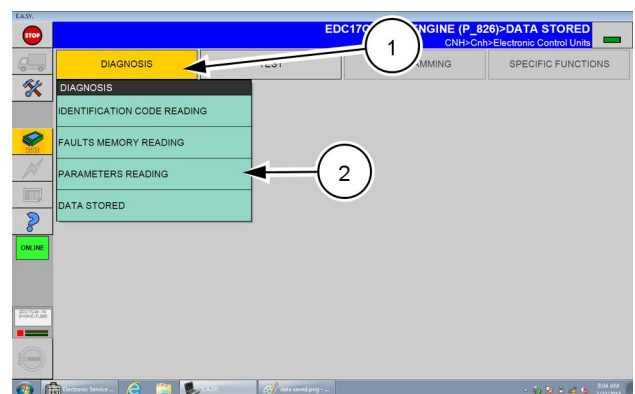 E.A.SY.
STOP
EDC17C
NGINE (P_826)>DATA STORED
CNH>Cnh>Electronic Control Units
1
DIAGNOSIS
TEST
AMMING
SPECIFIC FUNCTIONS
DIAGNOSIS
IDENTIFICATION CODE READING
FAULTS MEMORY READING
PARAMETERS READING
2
DATA STORED
ONLINE
Electronic Service ...
E.A.SY.
data saved.png - ...
8:04 AM